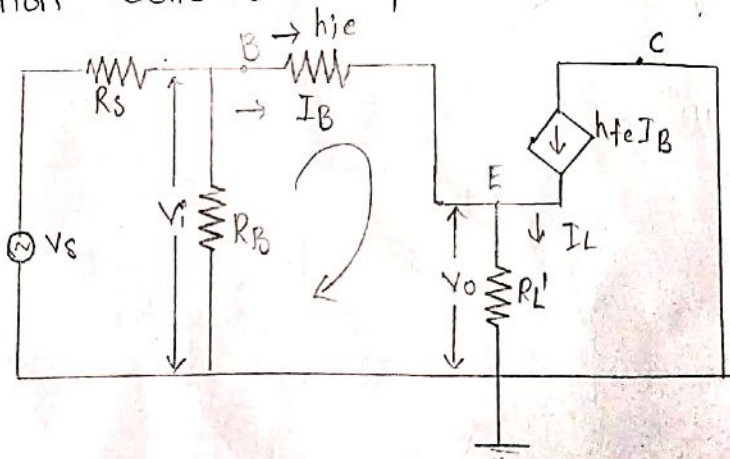 B → hie C
Rs → IB hfeIB
E
Vi RB IL
Vs Vo RL'